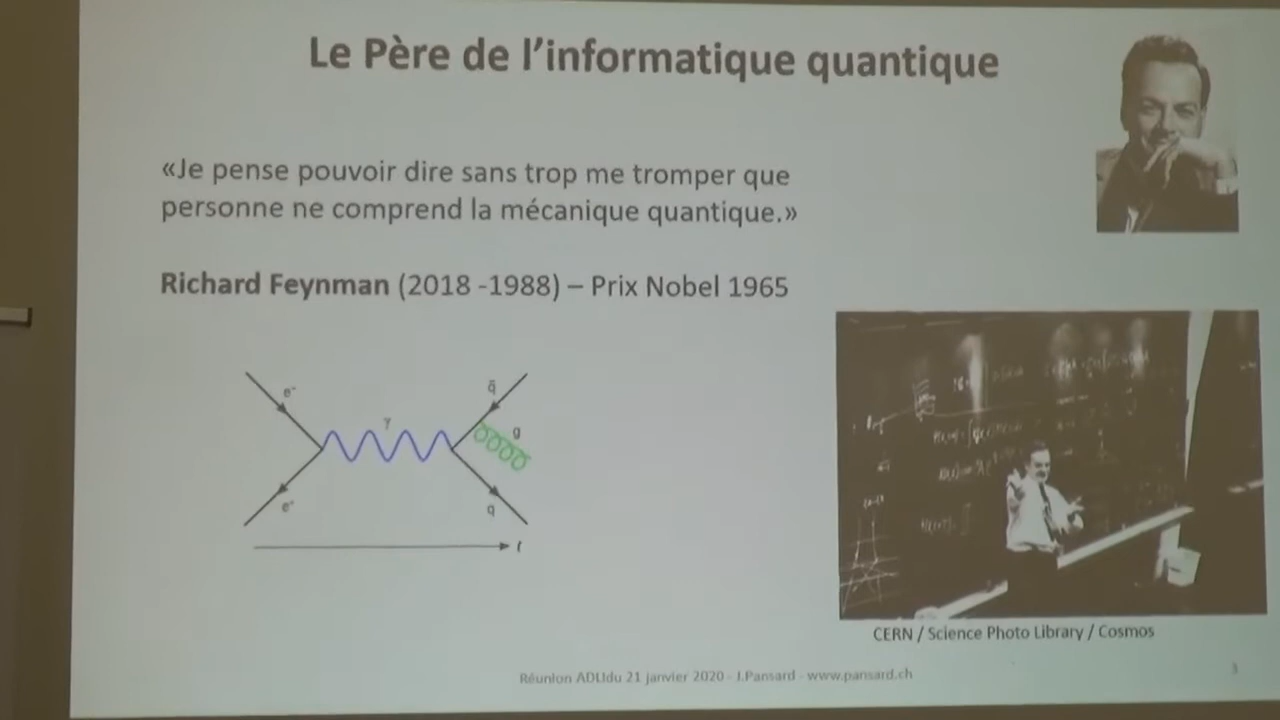 Le Père de l'informatique quantique
«Je pense pouvoir dire sans trop me tromper que
personne ne comprend la mécanique quantique.»
Richard Feynman (2018 -1988) – Prix Nobel 1965
e⁻
γ
q̄
g
e⁺
q
t
CERN / Science Photo Library / Cosmos
Réunion ADLIdu 21 janvier 2020 - J.Pansard - www.pansard.ch
3